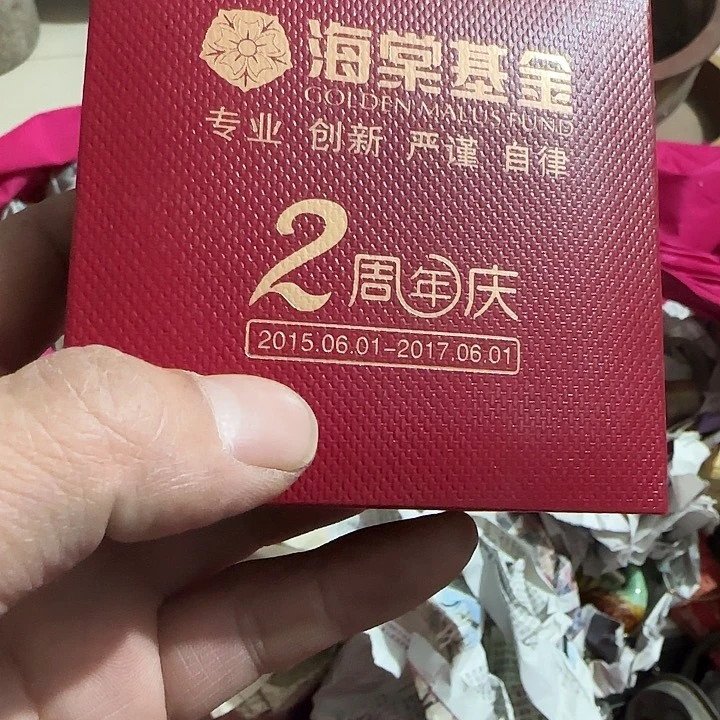 海棠基金
GOLDEN MALUS FUND
专业 创新 严谨 自律
2周年庆
2015.06.01-2017.06.01